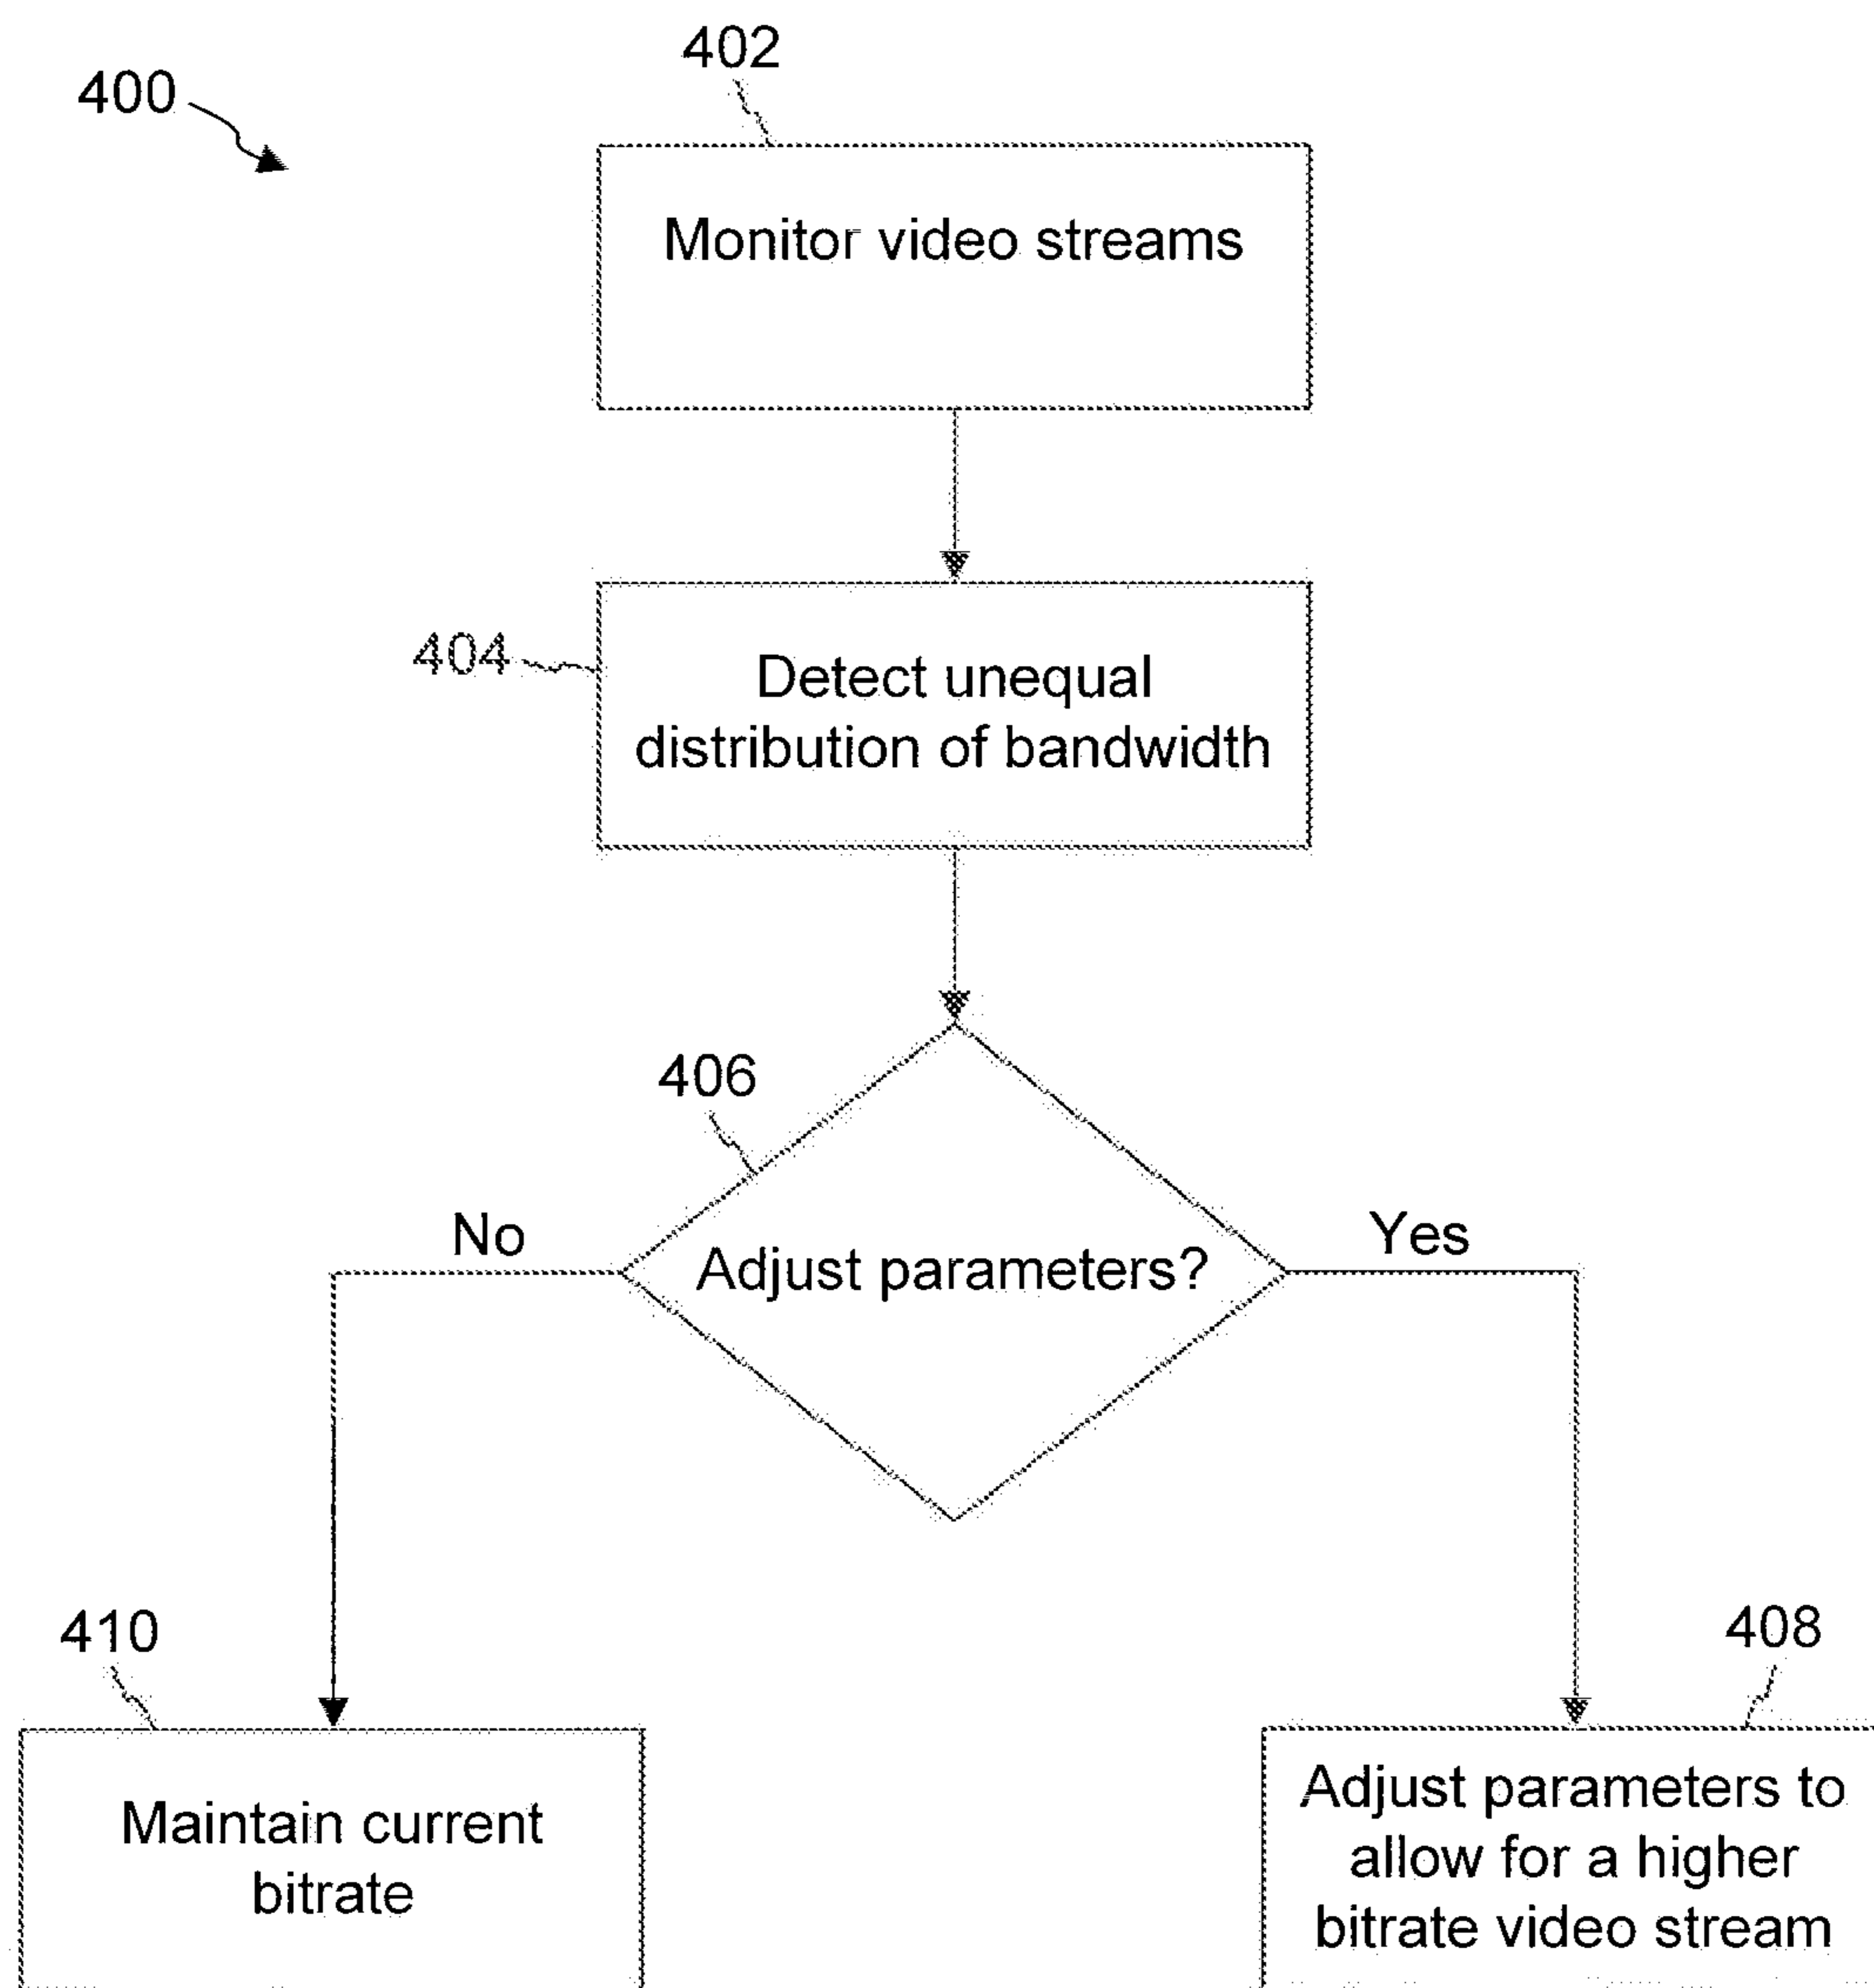 400
402
Monitor video streams
404
Detect unequal
distribution of bandwidth
406
Adjust parameters?
No
Yes
410
Maintain current
bitrate
408
Adjust parameters to
allow for a higher
bitrate video stream